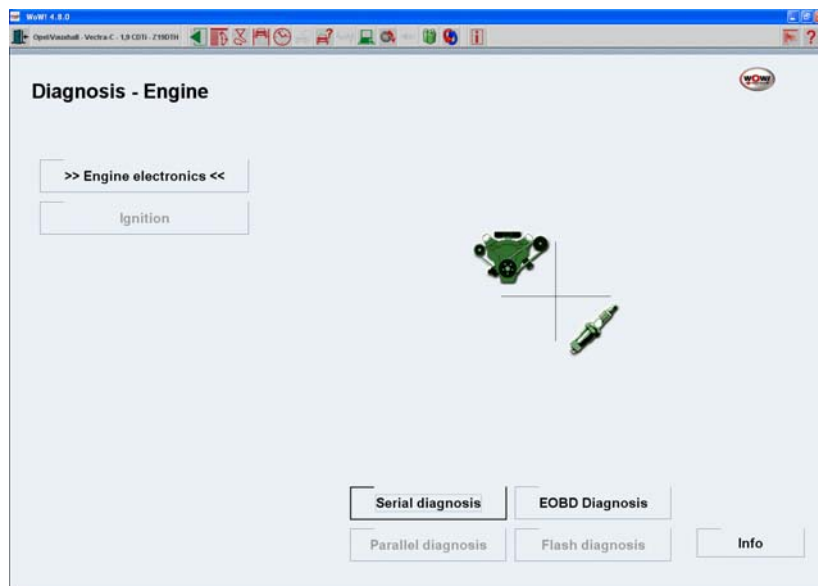 WoW! 4.8.0
Opel/Vauxhall - Vectra-C - 1,9 CDTI - Z19DTH
?
Diagnosis - Engine
WOW!
>> Engine electronics <<
Ignition
Serial diagnosis
EOBD Diagnosis
Parallel diagnosis
Flash diagnosis
Info